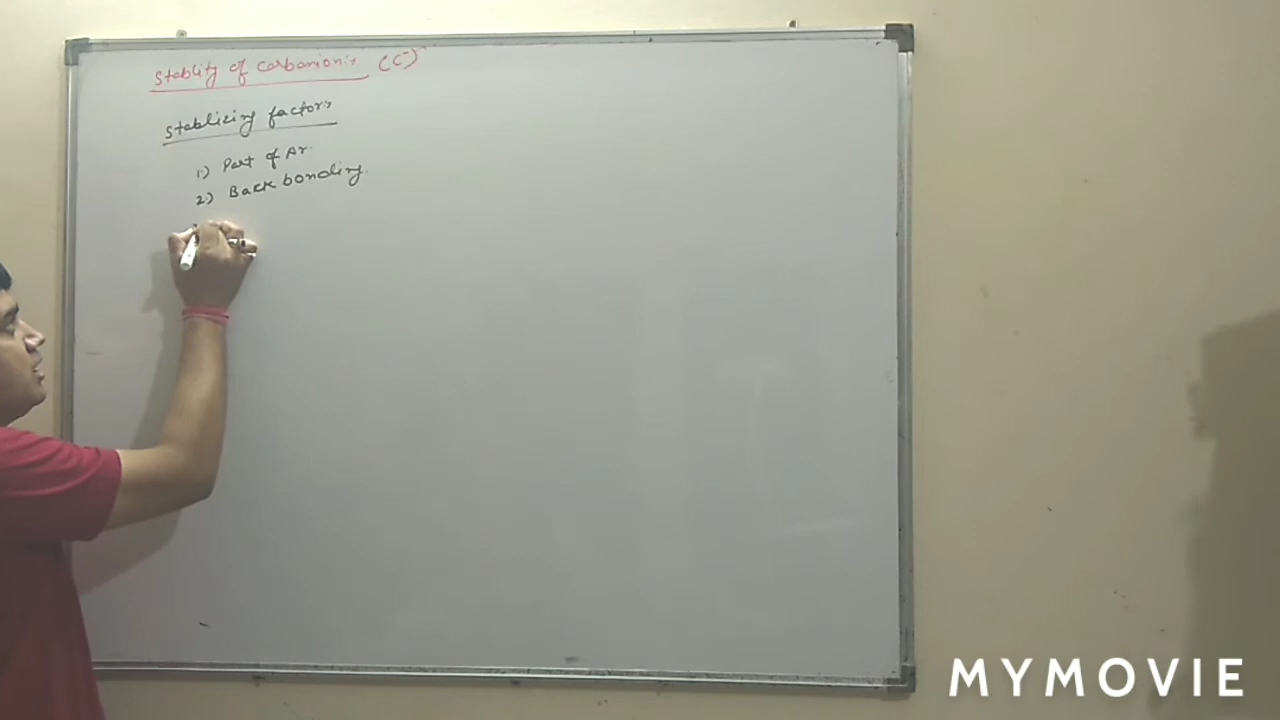 Stablity of carbanions (C⁻)
Stablizing factors
1.) Part of Ar.
2.) Back bonding.
MYMOVIE